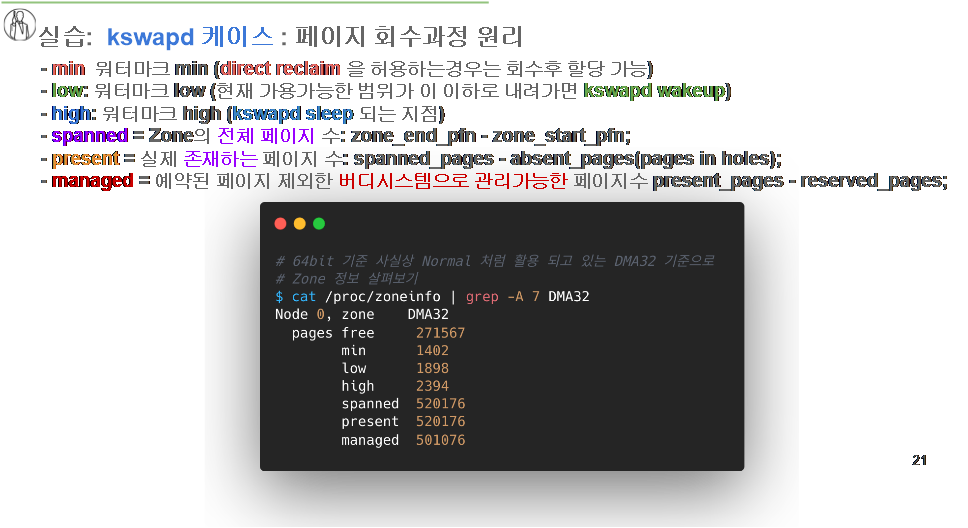 실습: kswapd 케이스 : 페이지 회수과정 원리
- min 워터마크 min (direct reclaim 을 허용하는경우는 회수후 할당 가능)
- low: 워터마크 low (현재 가용가능한 범위가 이 이하로 내려가면 kswapd wakeup)
- high: 워터마크 high (kswapd sleep 되는 지점)
- spanned = Zone의 전체 페이지 수: zone_end_pfn - zone_start_pfn;
- present = 실제 존재하는 페이지 수: spanned_pages - absent_pages(pages in holes);
- managed = 예약된 페이지 제외한 버디시스템으로 관리가능한 페이지수 present_pages - reserved_pages;
# 64bit 기준 사실상 Normal 처럼 활용 되고 있는 DMA32 기준으로
# Zone 정보 살펴보기
$ cat /proc/zoneinfo | grep -A 7 DMA32
Node 0, zone DMA32
pages free 271567
min 1402
low 1898
high 2394
spanned 520176
present 520176
managed 501076
21